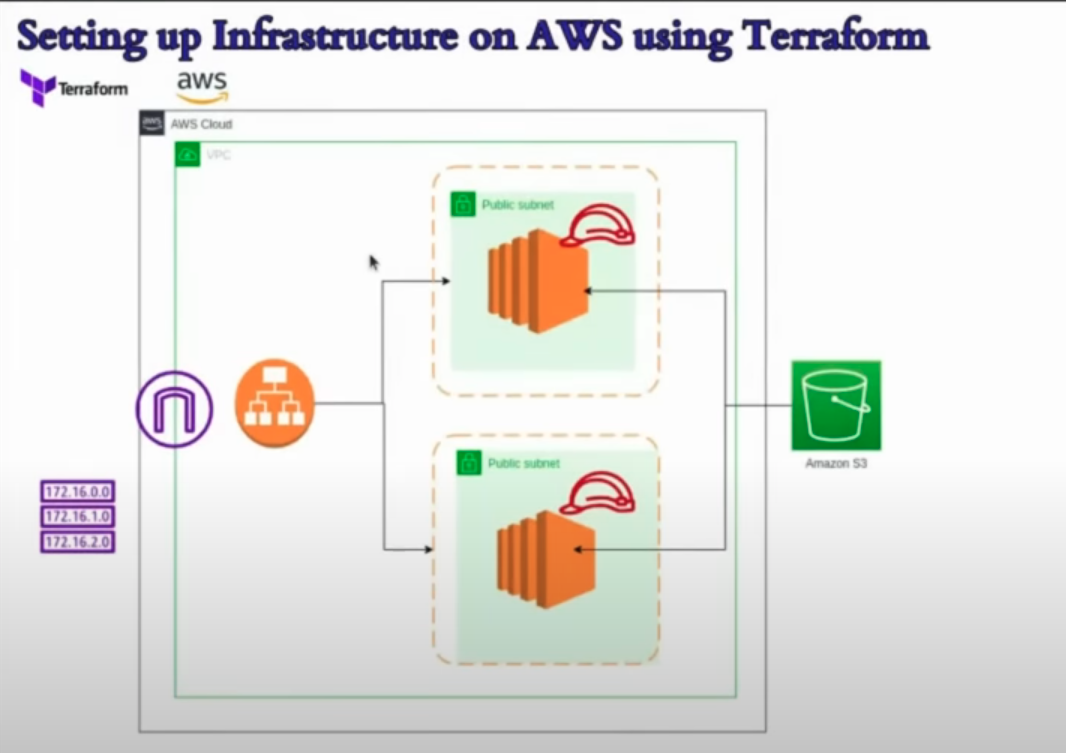 Setting up Infrastructure on AWS using Terraform
Terraform
aws
aws
AWS Cloud
VPC
Public subnet
Public subnet
Amazon S3
172.16.0.0
172.16.1.0
172.16.2.0